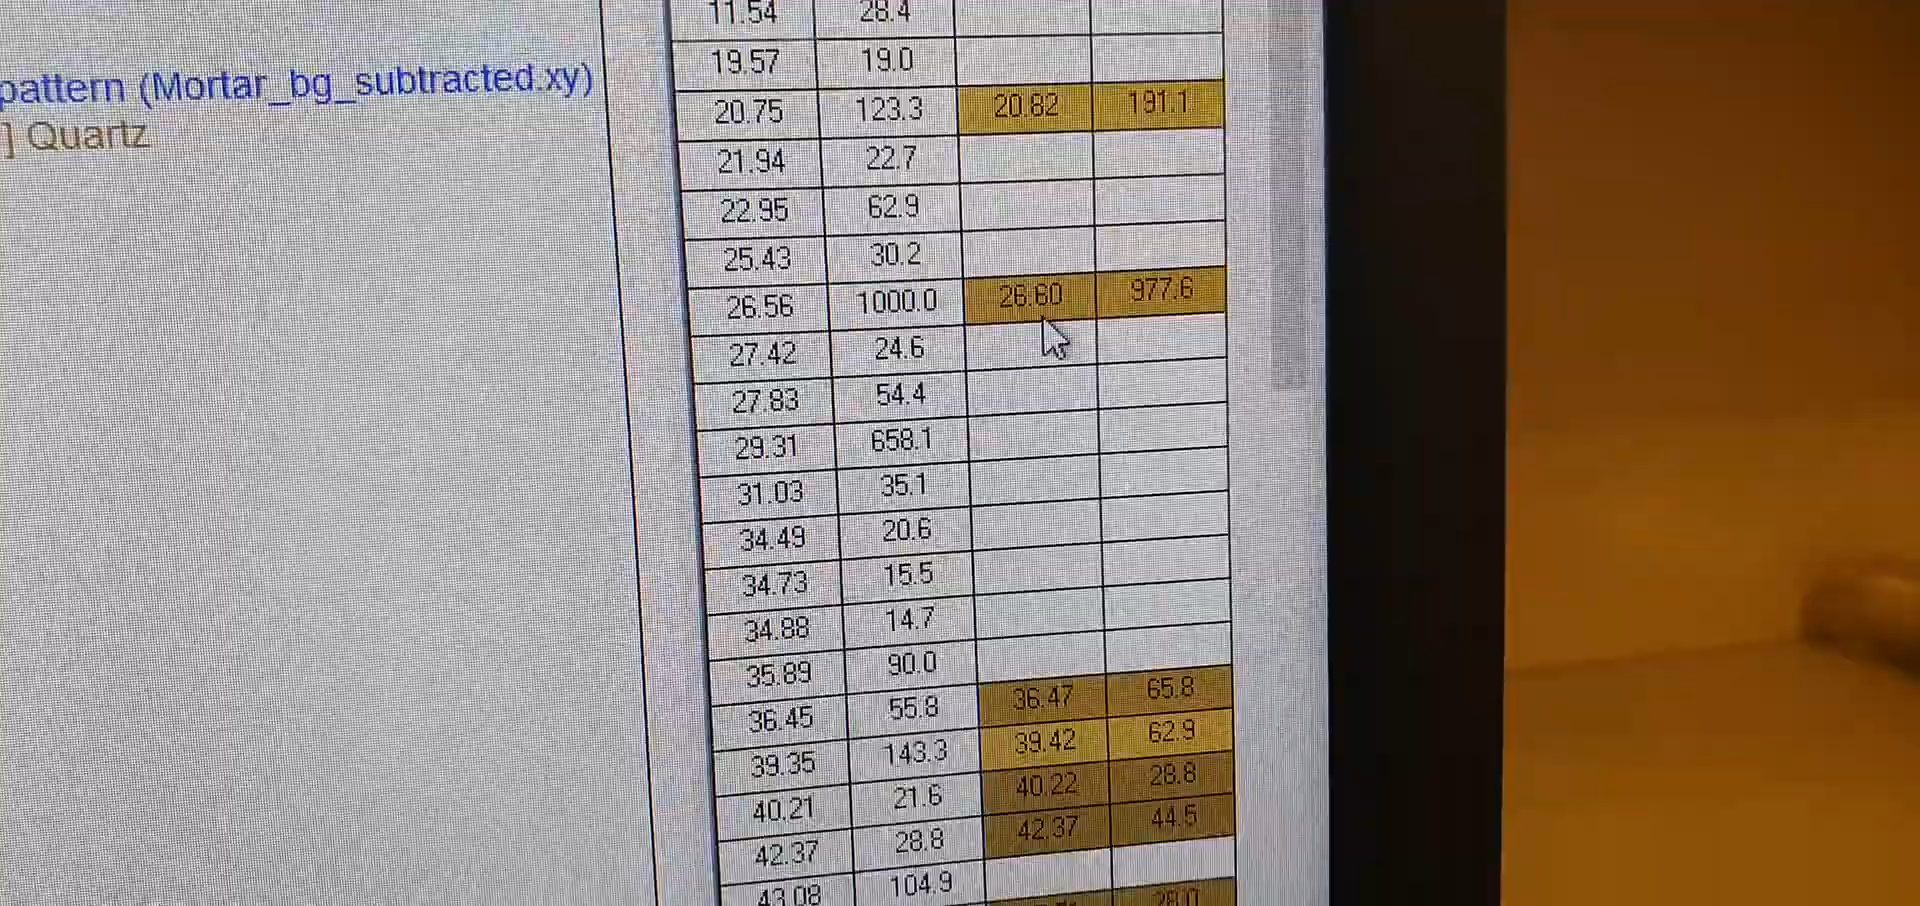 pattern (Mortar_bg_subtracted.xy)
] Quartz
11.54 28.4
19.57 19.0
20.75 123.3 20.82 191.1
21.94 22.7
22.95 62.9
25.43 30.2
26.56 1000.0 26.60 977.6
27.42 24.6
27.83 54.4
29.31 658.1
31.03 35.1
34.49 20.6
34.73 15.5
34.88 14.7
35.89 90.0
36.45 55.8 36.47 65.8
39.35 143.3 39.42 62.9
40.21 21.6 40.22 28.8
42.37 28.8 42.37 44.5
43.08 104.9